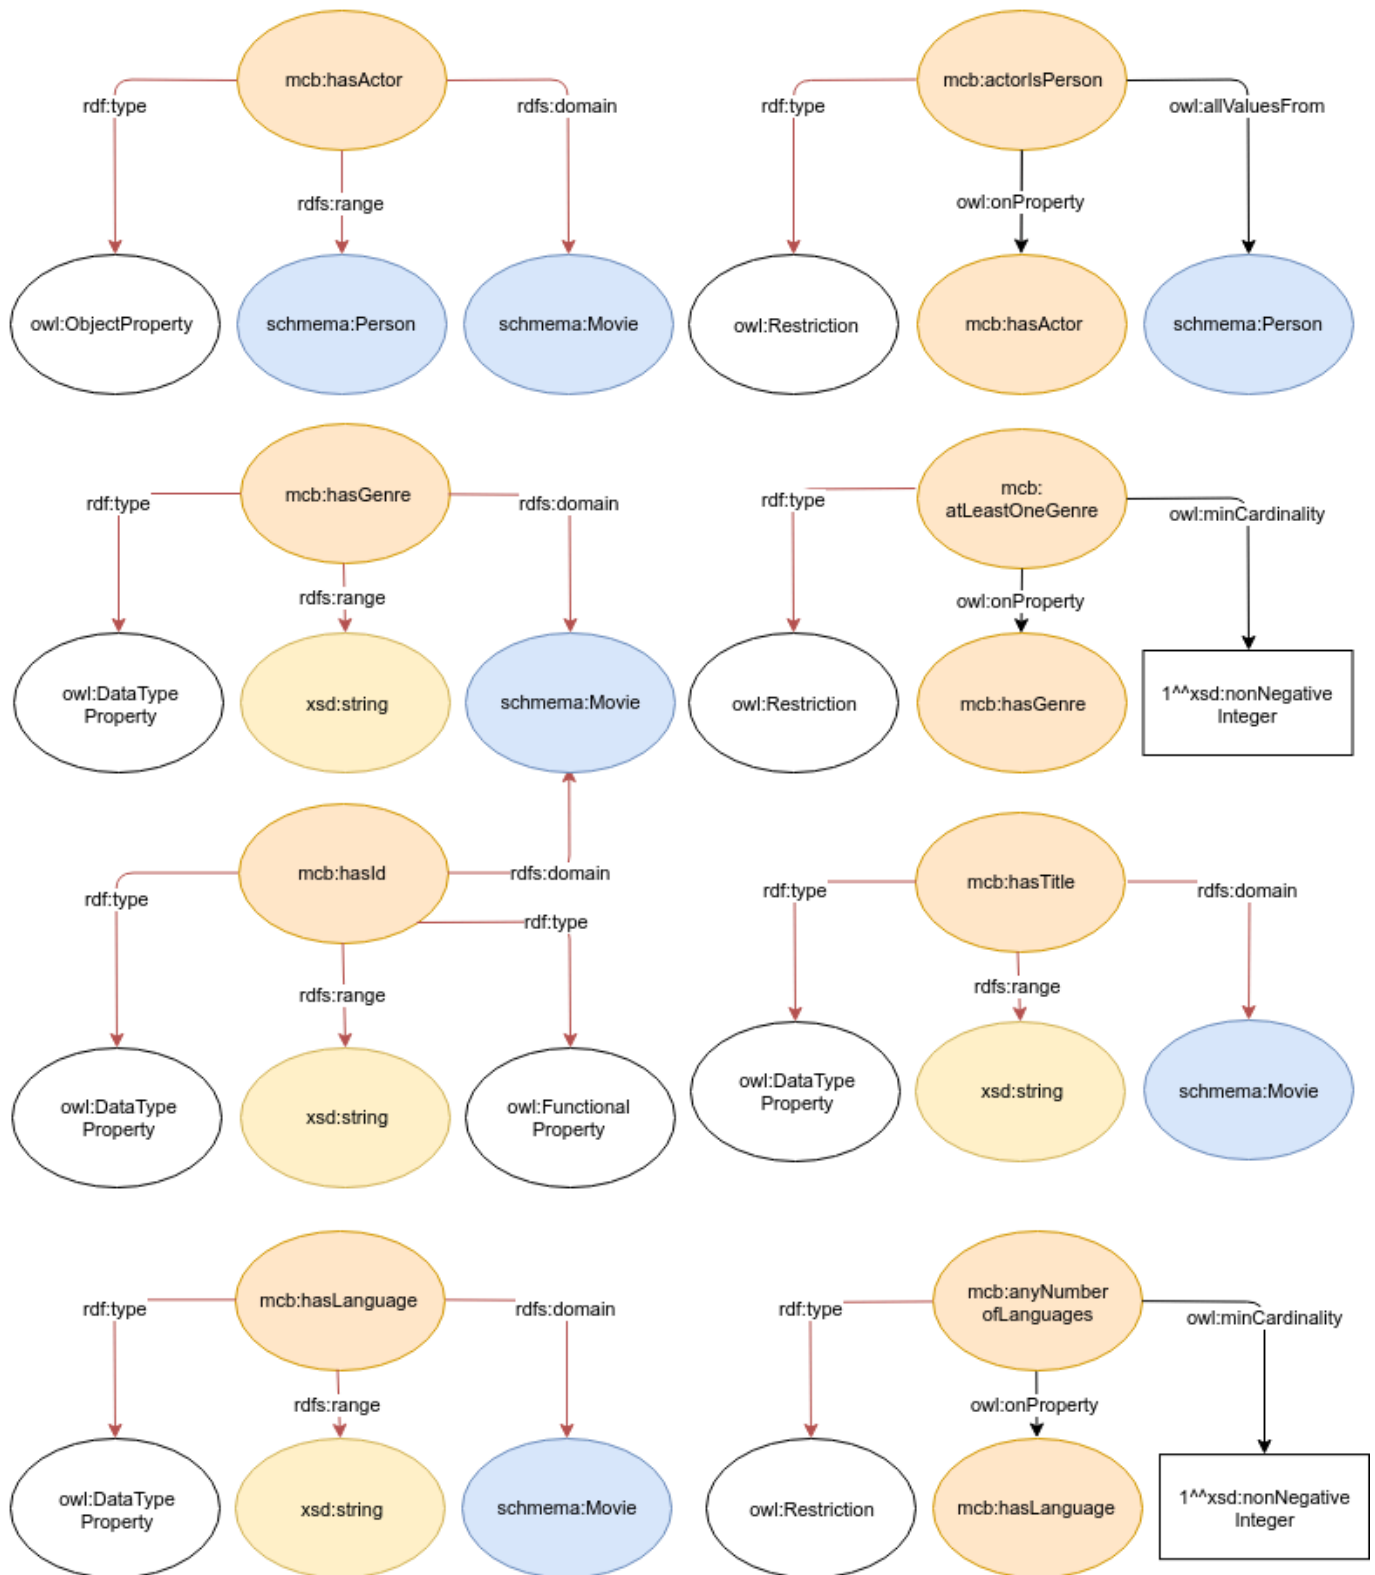 mcb:hasActor
rdf:type
rdfs:domain
rdfs:range
owl:ObjectProperty
schmema:Person
schmema:Movie
mcb:actorIsPerson
rdf:type
owl:allValuesFrom
owl:onProperty
owl:Restriction
mcb:hasActor
schmema:Person
mcb:hasGenre
rdf:type
rdfs:domain
rdfs:range
owl:DataType
Property
xsd:string
schmema:Movie
mcb:
atLeastOneGenre
rdf:type
owl:minCardinality
owl:onProperty
owl:Restriction
mcb:hasGenre
1^^xsd:nonNegative
Integer
mcb:hasId
rdfs:domain
rdf:type
rdf:type
rdfs:range
owl:DataType
Property
xsd:string
owl:Functional
Property
mcb:hasTitle
rdf:type
rdfs:domain
rdfs:range
owl:DataType
Property
xsd:string
schmema:Movie
mcb:hasLanguage
rdf:type
rdfs:domain
rdfs:range
owl:DataType
Property
xsd:string
schmema:Movie
mcb:anyNumber
ofLanguages
rdf:type
owl:minCardinality
owl:onProperty
owl:Restriction
mcb:hasLanguage
1^^xsd:nonNegative
Integer